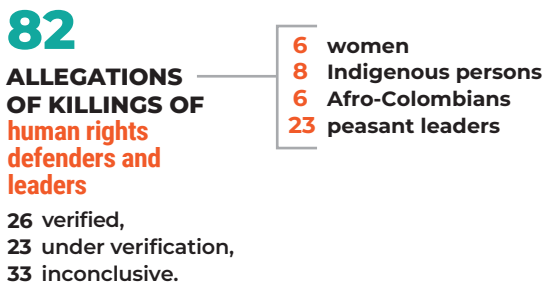 82
ALLEGATIONS
OF KILLINGS OF
human rights
defenders and
leaders
26 verified,
23 under verification,
33 inconclusive.
6 women
8 Indigenous persons
6 Afro-Colombians
23 peasant leaders